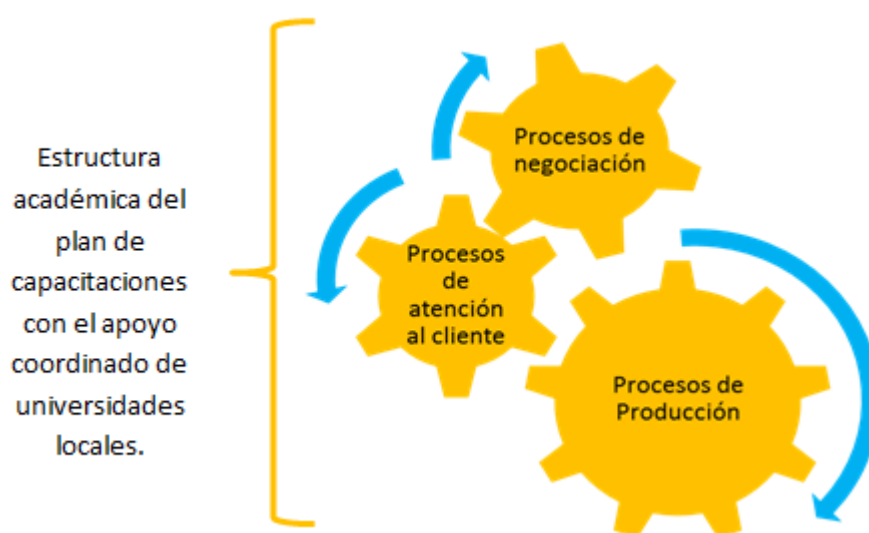 Estructura
académica del
plan de
capacitaciones
con el apoyo
coordinado de
universidades
locales.
Procesos de
negociación
Procesos
de
atención
al cliente
Procesos de
Producción